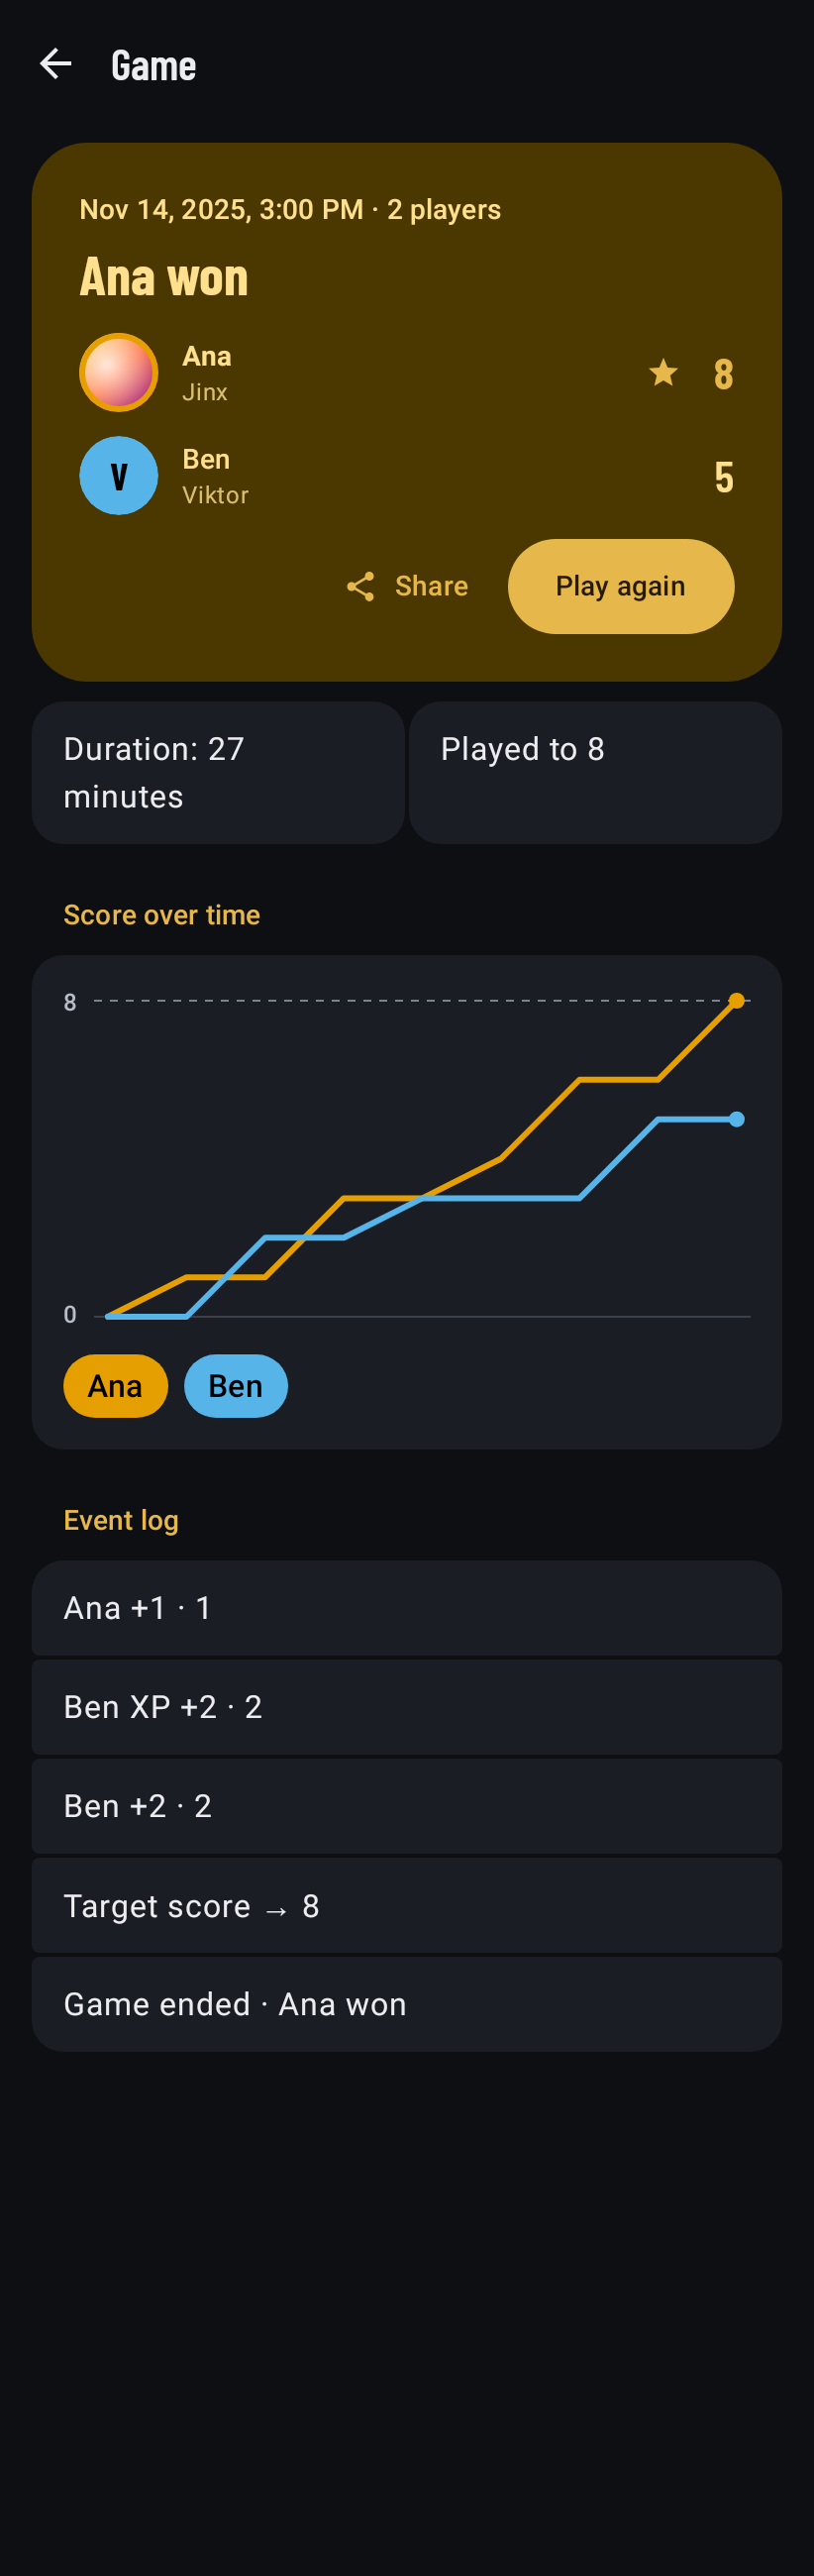 Game
Nov 14, 2025, 3:00 PM · 2 players
Ana won
Ana
Jinx
8
V
Ben
Viktor
5
Share
Play again
Duration: 27
minutes
Played to 8
Score over time
8
0
Ana
Ben
Event log
Ana +1 · 1
Ben XP +2 · 2
Ben +2 · 2
Target score → 8
Game ended · Ana won